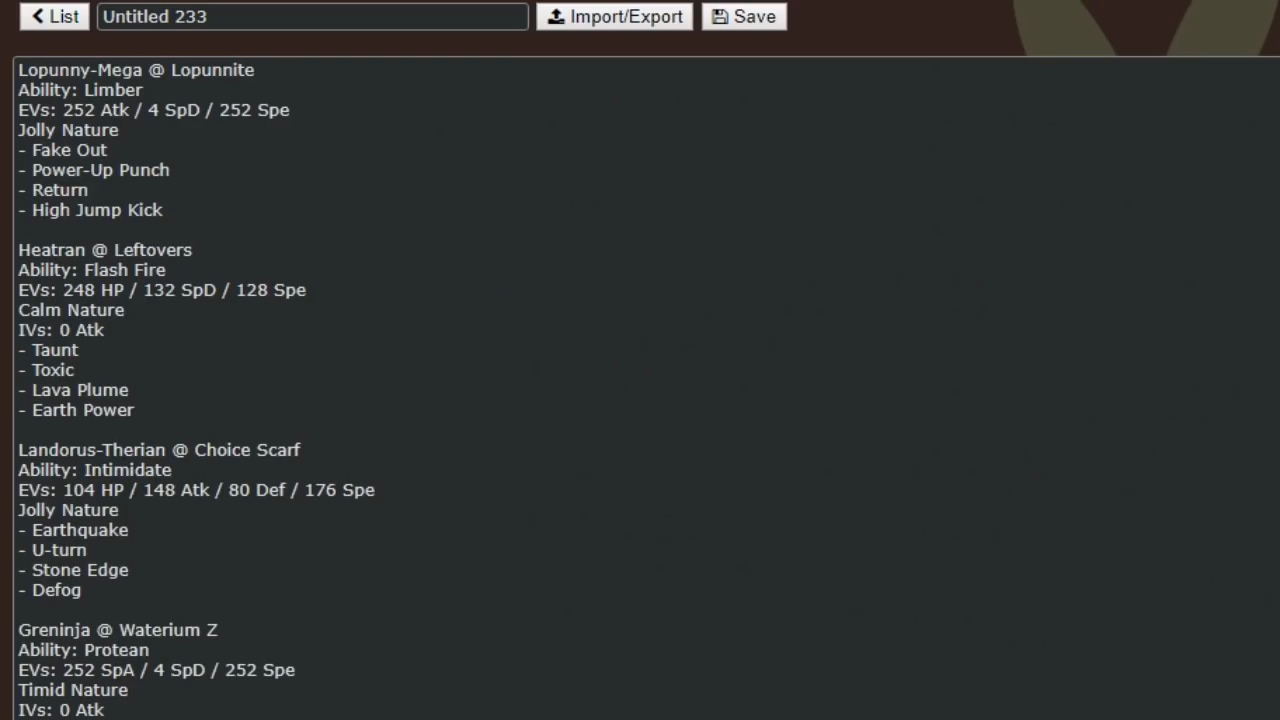 List
Untitled 233
Import/Export
Save
Lopunny-Mega @ Lopunnite
Ability: Limber
EVs: 252 Atk / 4 SpD / 252 Spe
Jolly Nature
- Fake Out
- Power-Up Punch
- Return
- High Jump Kick
Heatran @ Leftovers
Ability: Flash Fire
EVs: 248 HP / 132 SpD / 128 Spe
Calm Nature
IVs: 0 Atk
- Taunt
- Toxic
- Lava Plume
- Earth Power
Landorus-Therian @ Choice Scarf
Ability: Intimidate
EVs: 104 HP / 148 Atk / 80 Def / 176 Spe
Jolly Nature
- Earthquake
- U-turn
- Stone Edge
- Defog
Greninja @ Waterium Z
Ability: Protean
EVs: 252 SpA / 4 SpD / 252 Spe
Timid Nature
IVs: 0 Atk